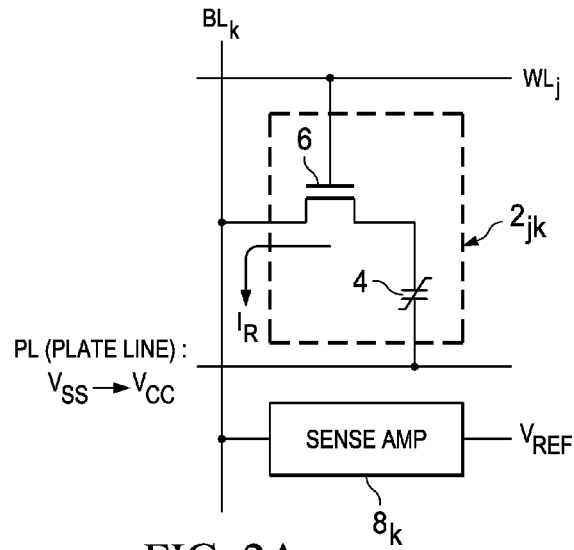 BLk
WLj
6
2jk
4
IR
PL (PLATE LINE) :
VSS → VCC
SENSE AMP
VREF
8k
FIG. 2A